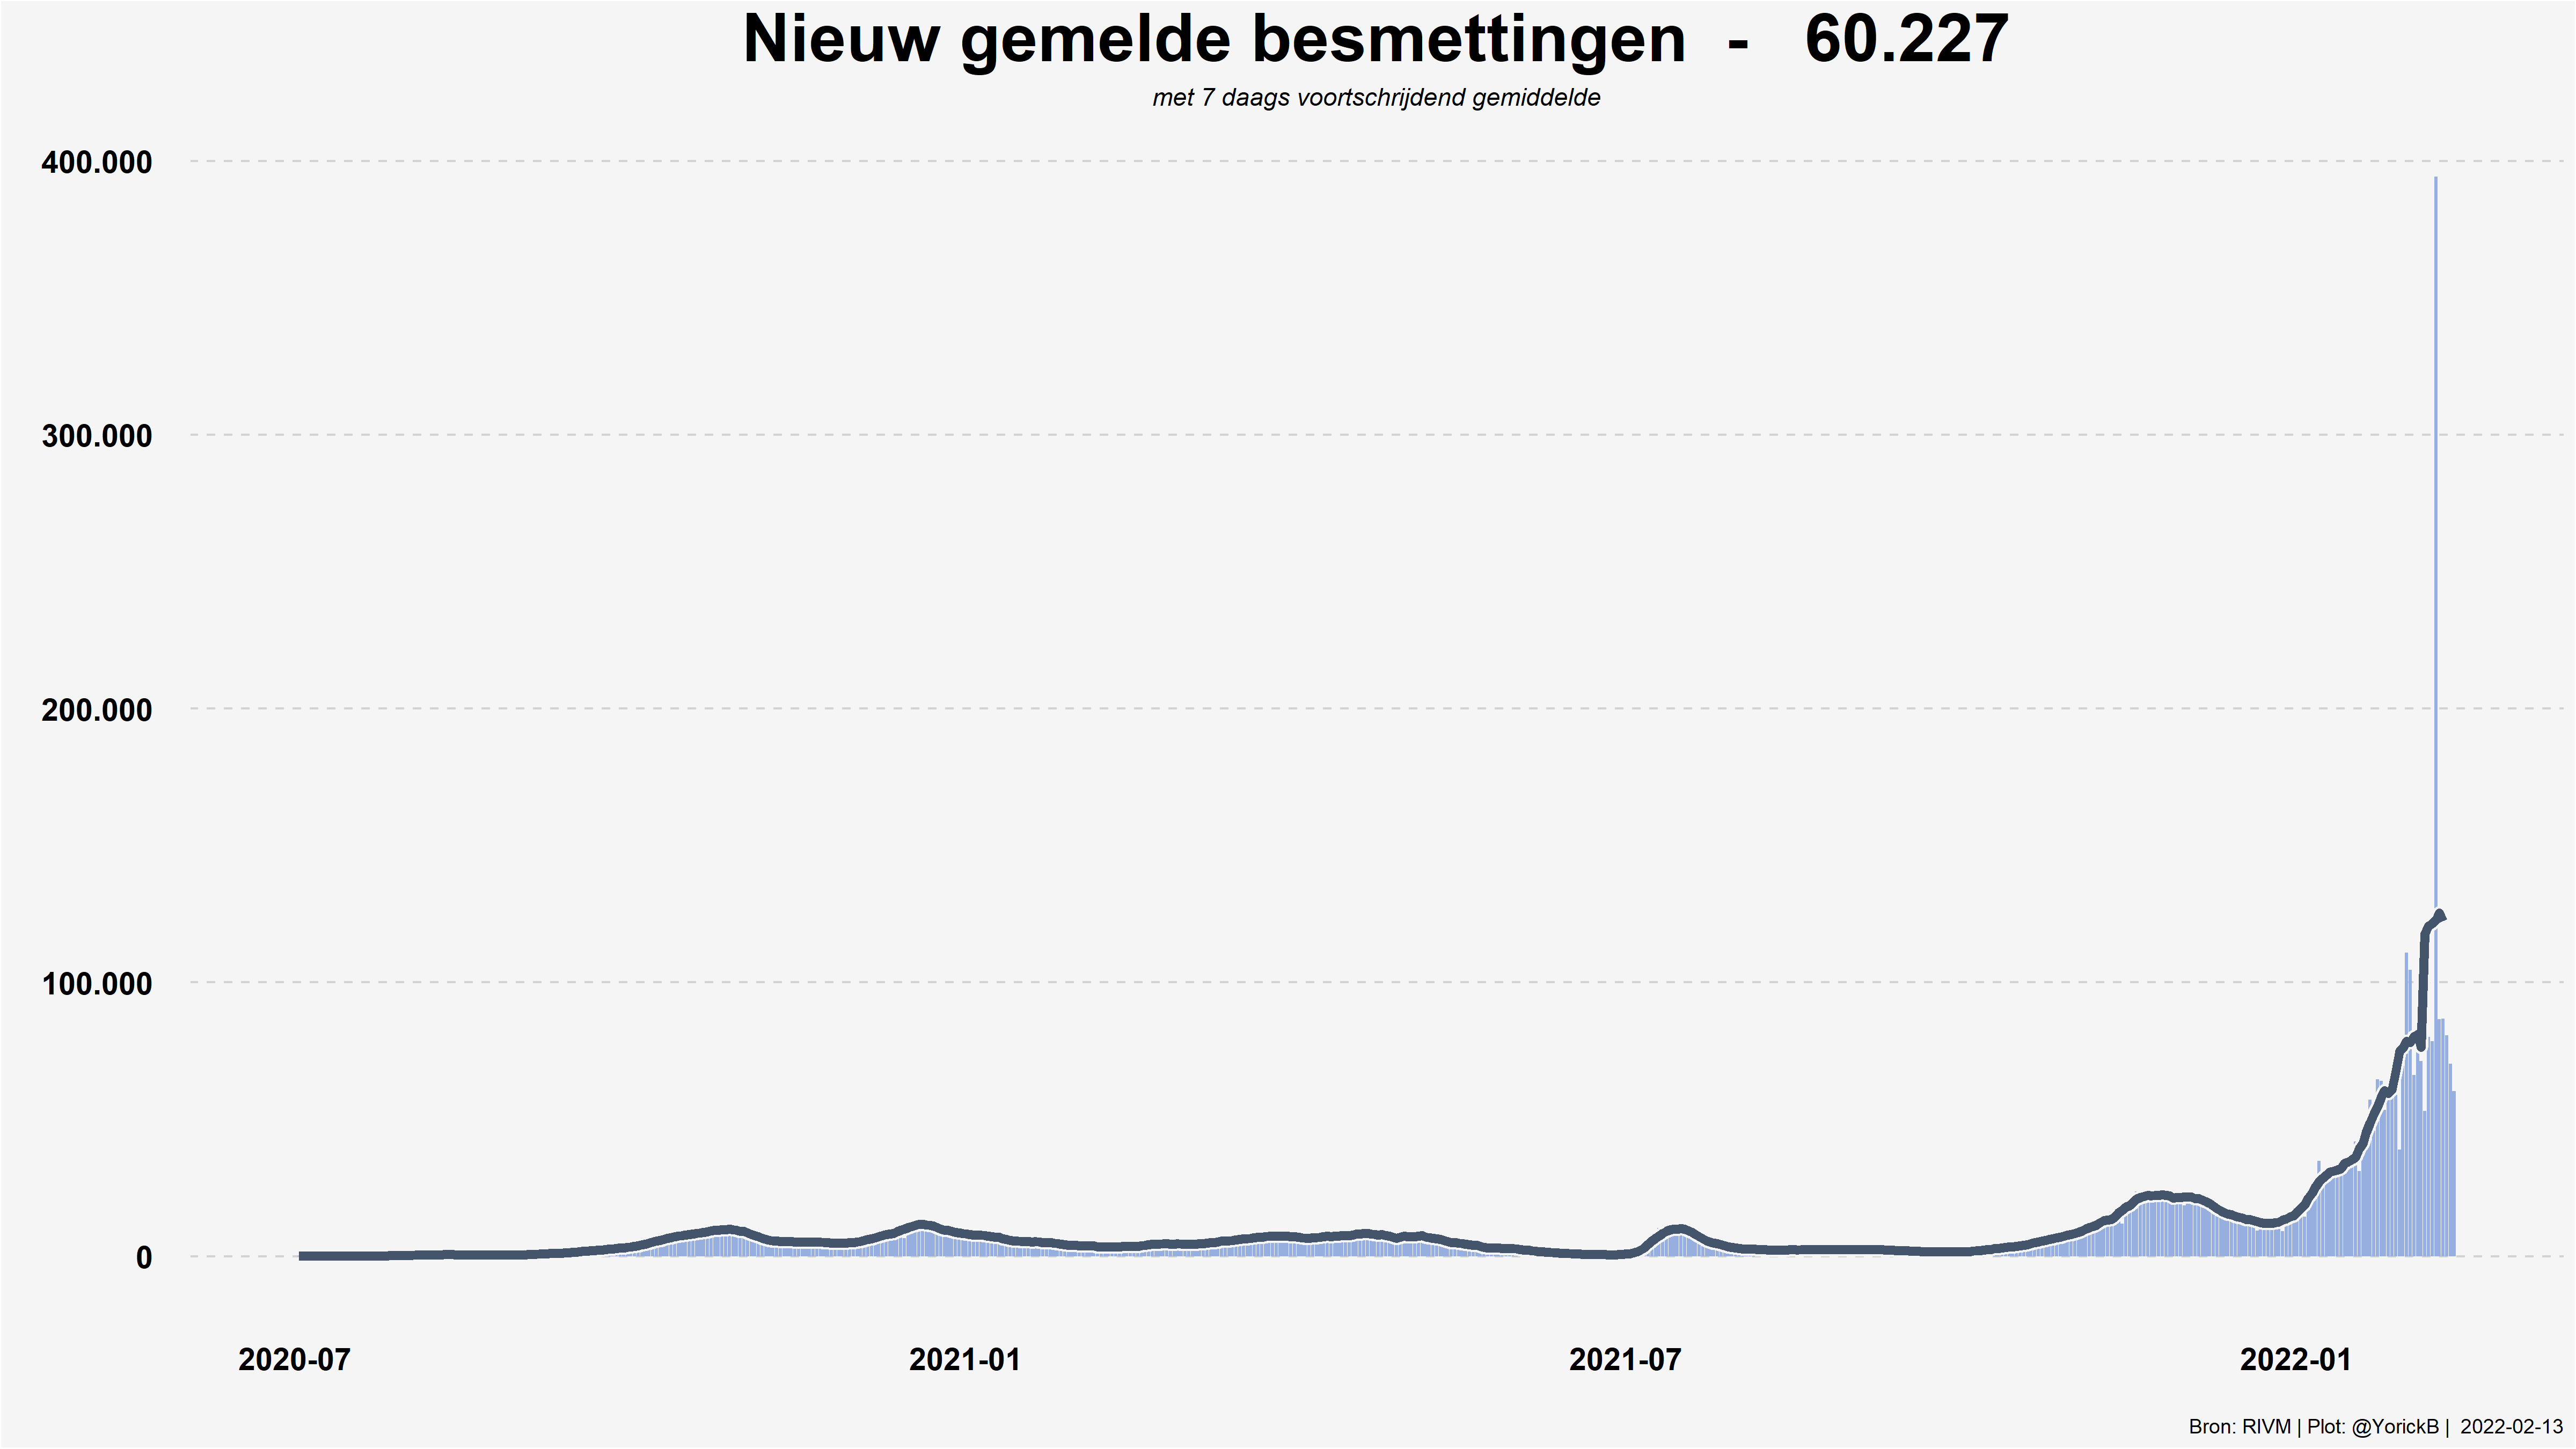 Nieuw gemelde besmettingen - 60.227
met 7 daags voortschrijdend gemiddelde
400.000
300.000
200.000
100.000
0
2020-07 2021-01 2021-07 2022-01
Bron: RIVM | Plot: @YorickB | 2022-02-13